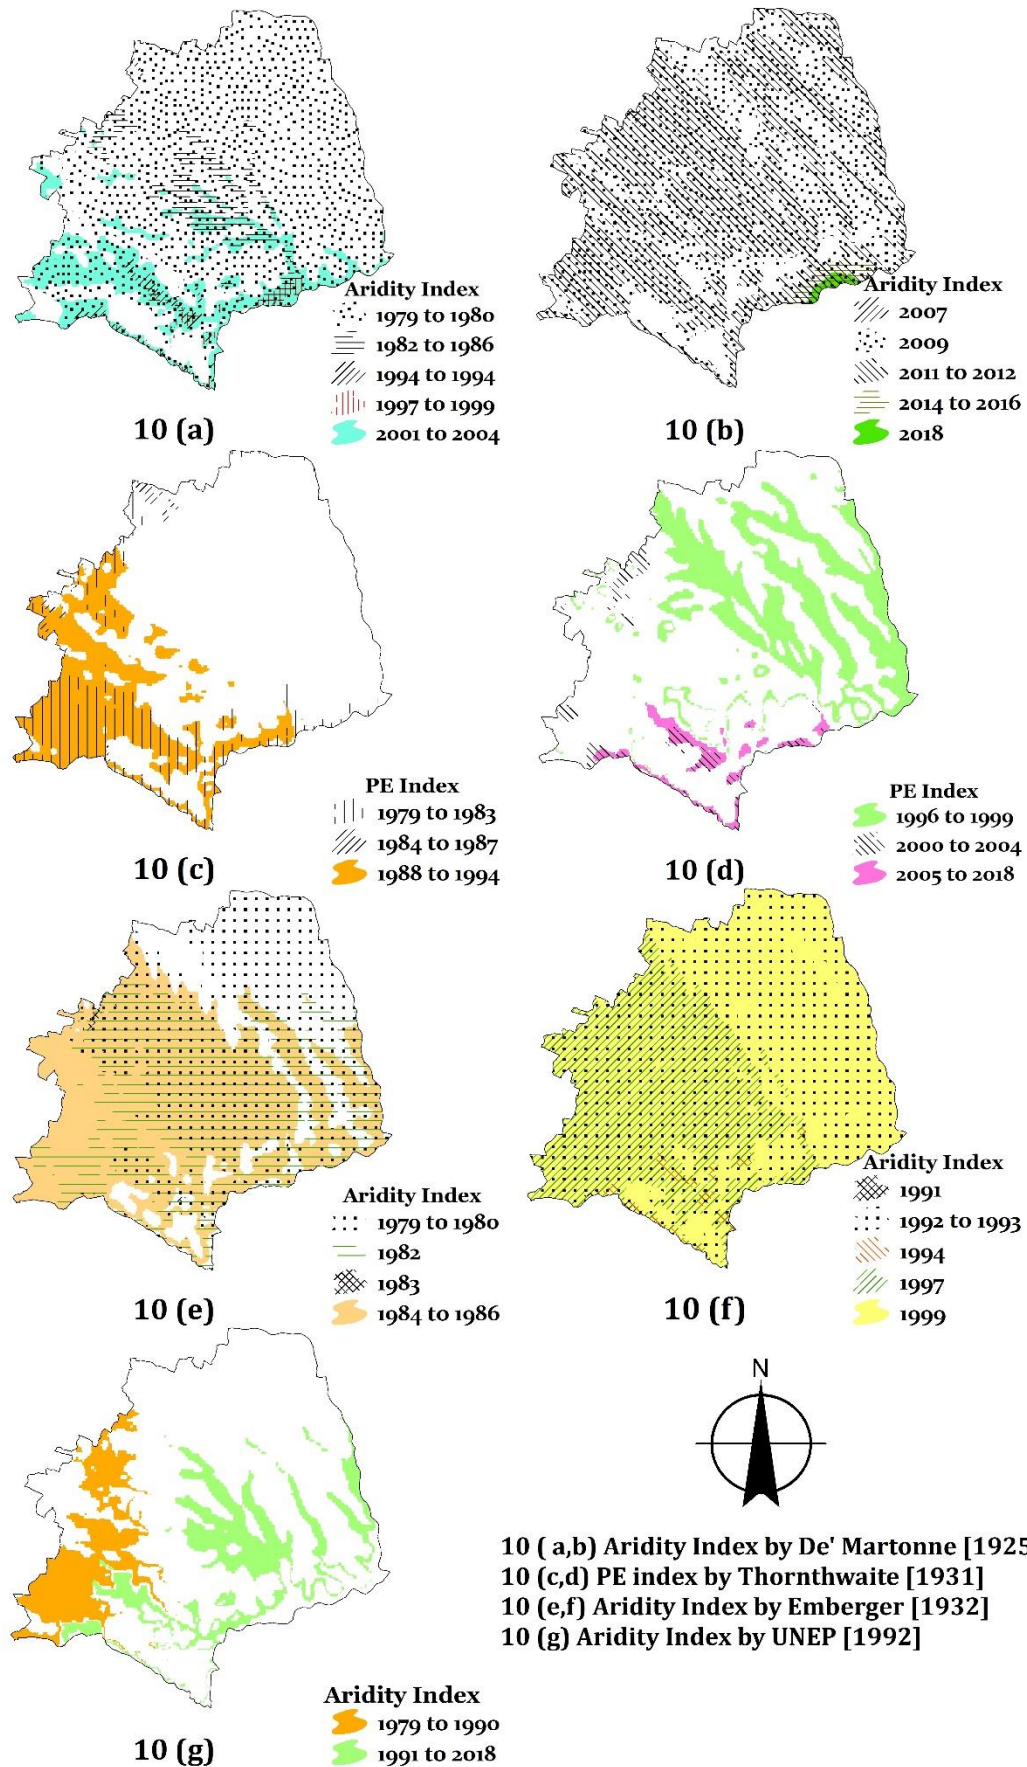 Aridity Index
1979 to 1980
1982 to 1986
1994 to 1994
1997 to 1999
2001 to 2004
10 (a)
Aridity Index
2007
2009
2011 to 2012
2014 to 2016
2018
10 (b)
PE Index
1979 to 1983
1984 to 1987
1988 to 1994
10 (c)
PE Index
1996 to 1999
2000 to 2004
2005 to 2018
10 (d)
Aridity Index
1979 to 1980
1982
1983
1984 to 1986
10 (e)
Aridity Index
1991
1992 to 1993
1994
1997
1999
10 (f)
Aridity Index
1979 to 1990
1991 to 2018
10 (g)
N
10 ( a,b) Aridity Index by De' Martonne [1925
10 (c,d) PE index by Thornthwaite [1931]
10 (e,f) Aridity Index by Emberger [1932]
10 (g) Aridity Index by UNEP [1992]